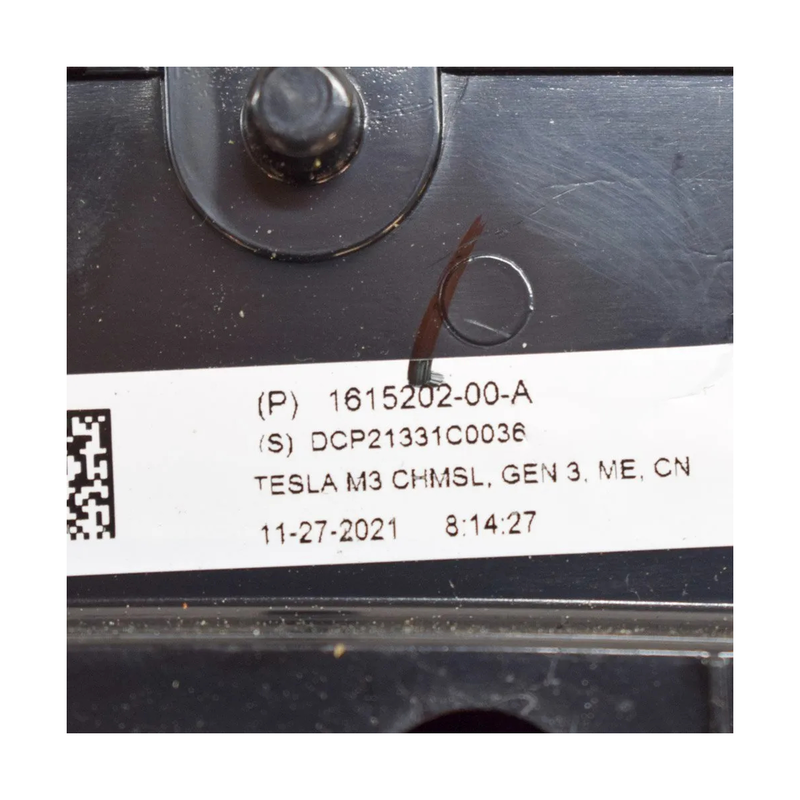 (P) 1615202-00-A
(S) DCP21331C0036
TESLA M3 CHMSL, GEN 3, ME, CN
11-27-2021 8:14:27